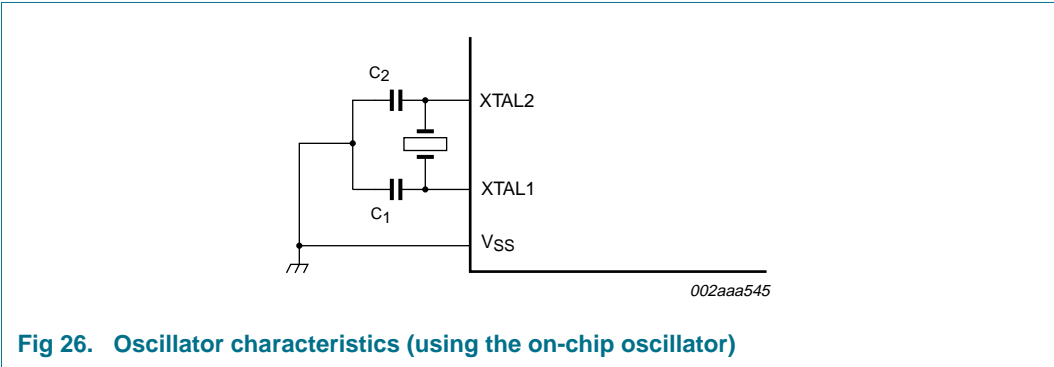 C2
XTAL2
XTAL1
C1
VSS
002aaa545
Fig 26. Oscillator characteristics (using the on-chip oscillator)